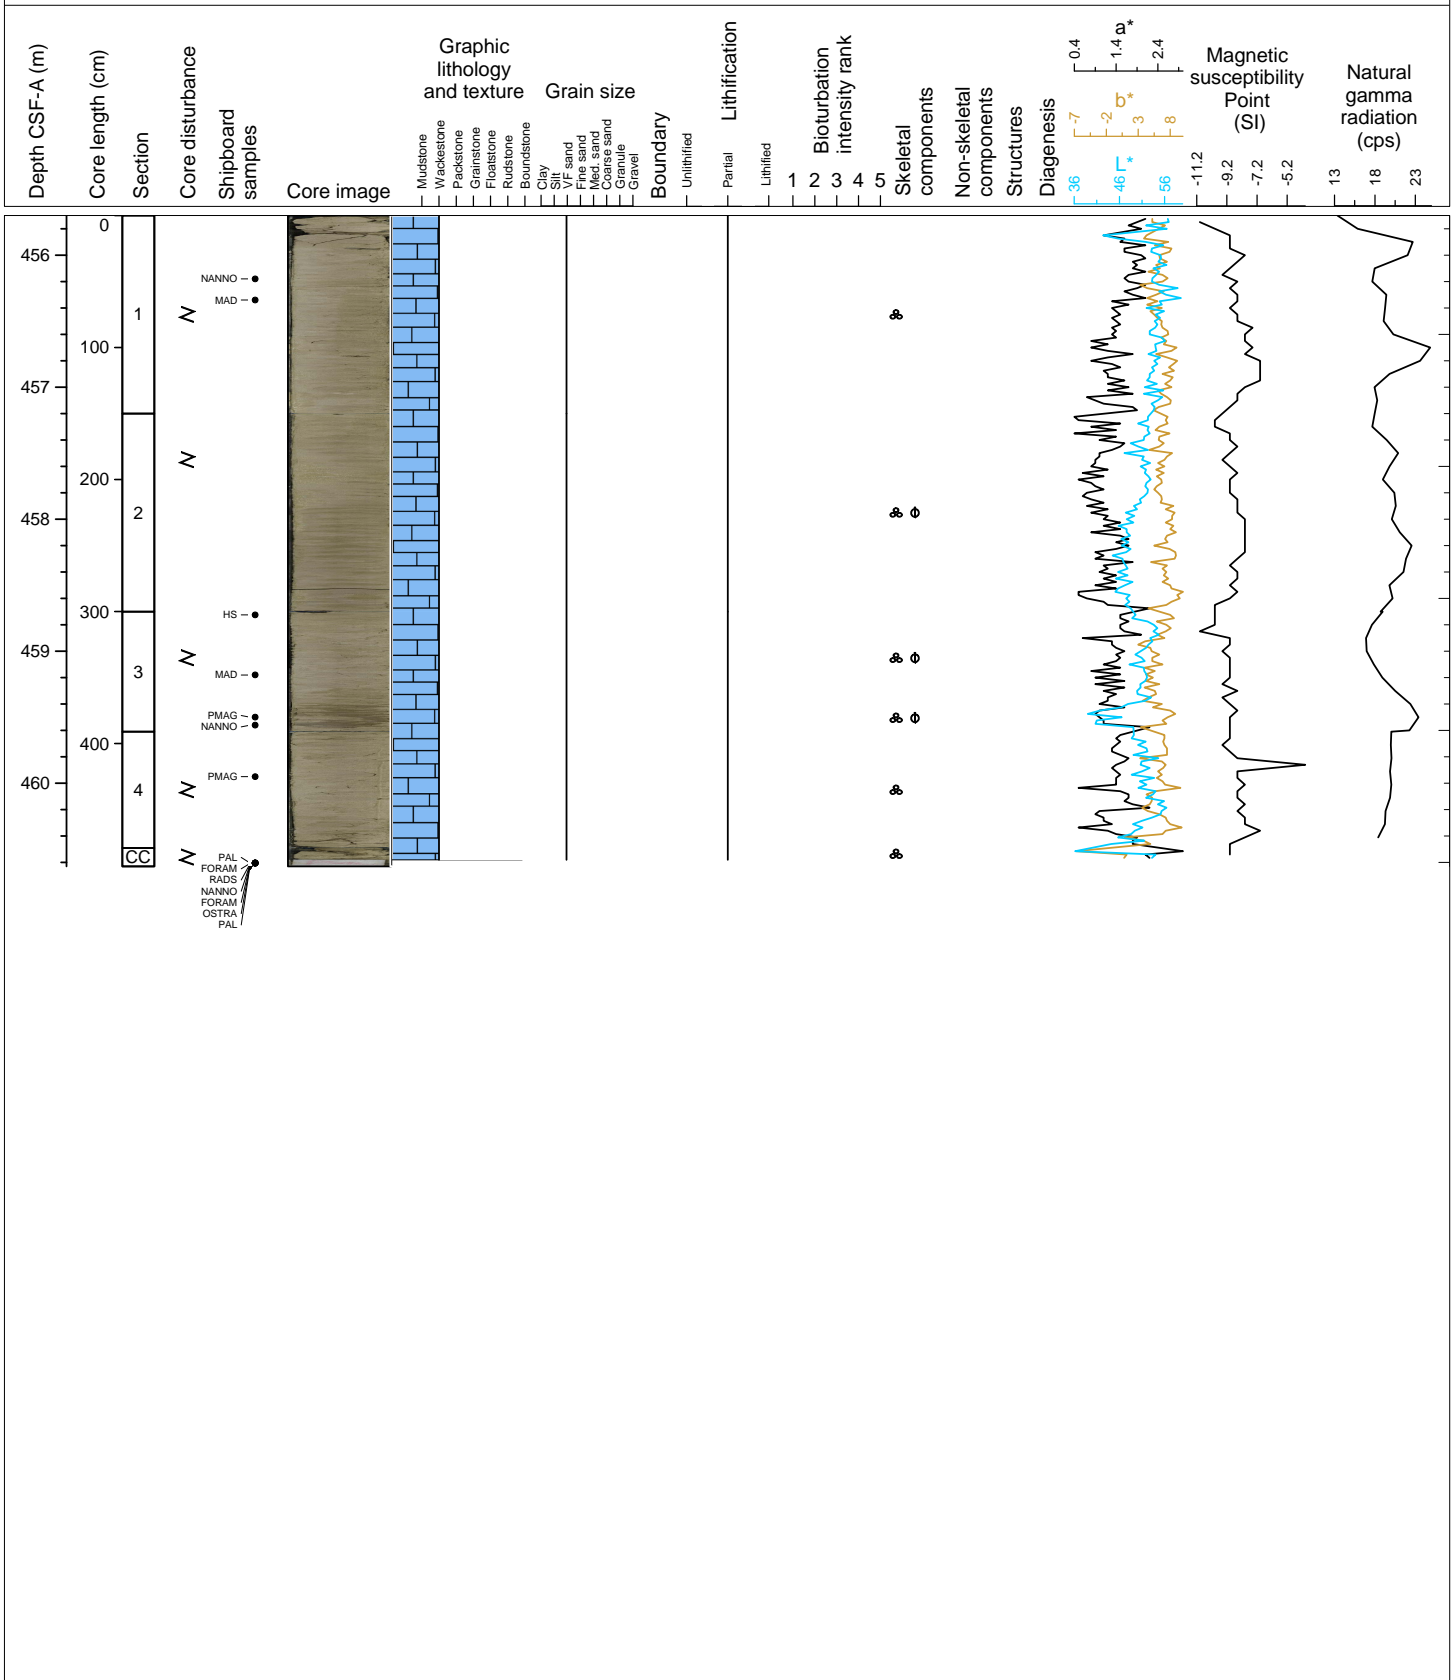 Depth CSF-A (m)
Core length (cm)
Section
Core disturbance
Shipboard
samples
Core image
Graphic
lithology
and texture
Mudstone
Wackestone
Packstone
Grainstone
Floatstone
Rudstone
Boundstone
Grain size
Clay
Silt
VF sand
Fine sand
Med. sand
Coarse sand
Granule
Gravel
Boundary
Lithification
Unlithified
Partial
Lithified
Bioturbation
intensity rank
1 2 3 4 5
Skeletal
components
Non-skeletal
components
Structures
Diagenesis
a*
0.4 1.4 2.4
b*
-7 -2 3 8
L*
36 46 56
Magnetic
susceptibility
Point
(SI)
-11.2 -9.2 -7.2 -5.2
Natural
gamma
radiation
(cps)
13 18 23
0
456
NANNO
MAD
1
100
457
200
2
458
300
HS
459
3
MAD
PMAG
NANNO
400
PMAG
460
4
CC
PAL
FORAM
RADS
NANNO
FORAM
OSTRA
PAL